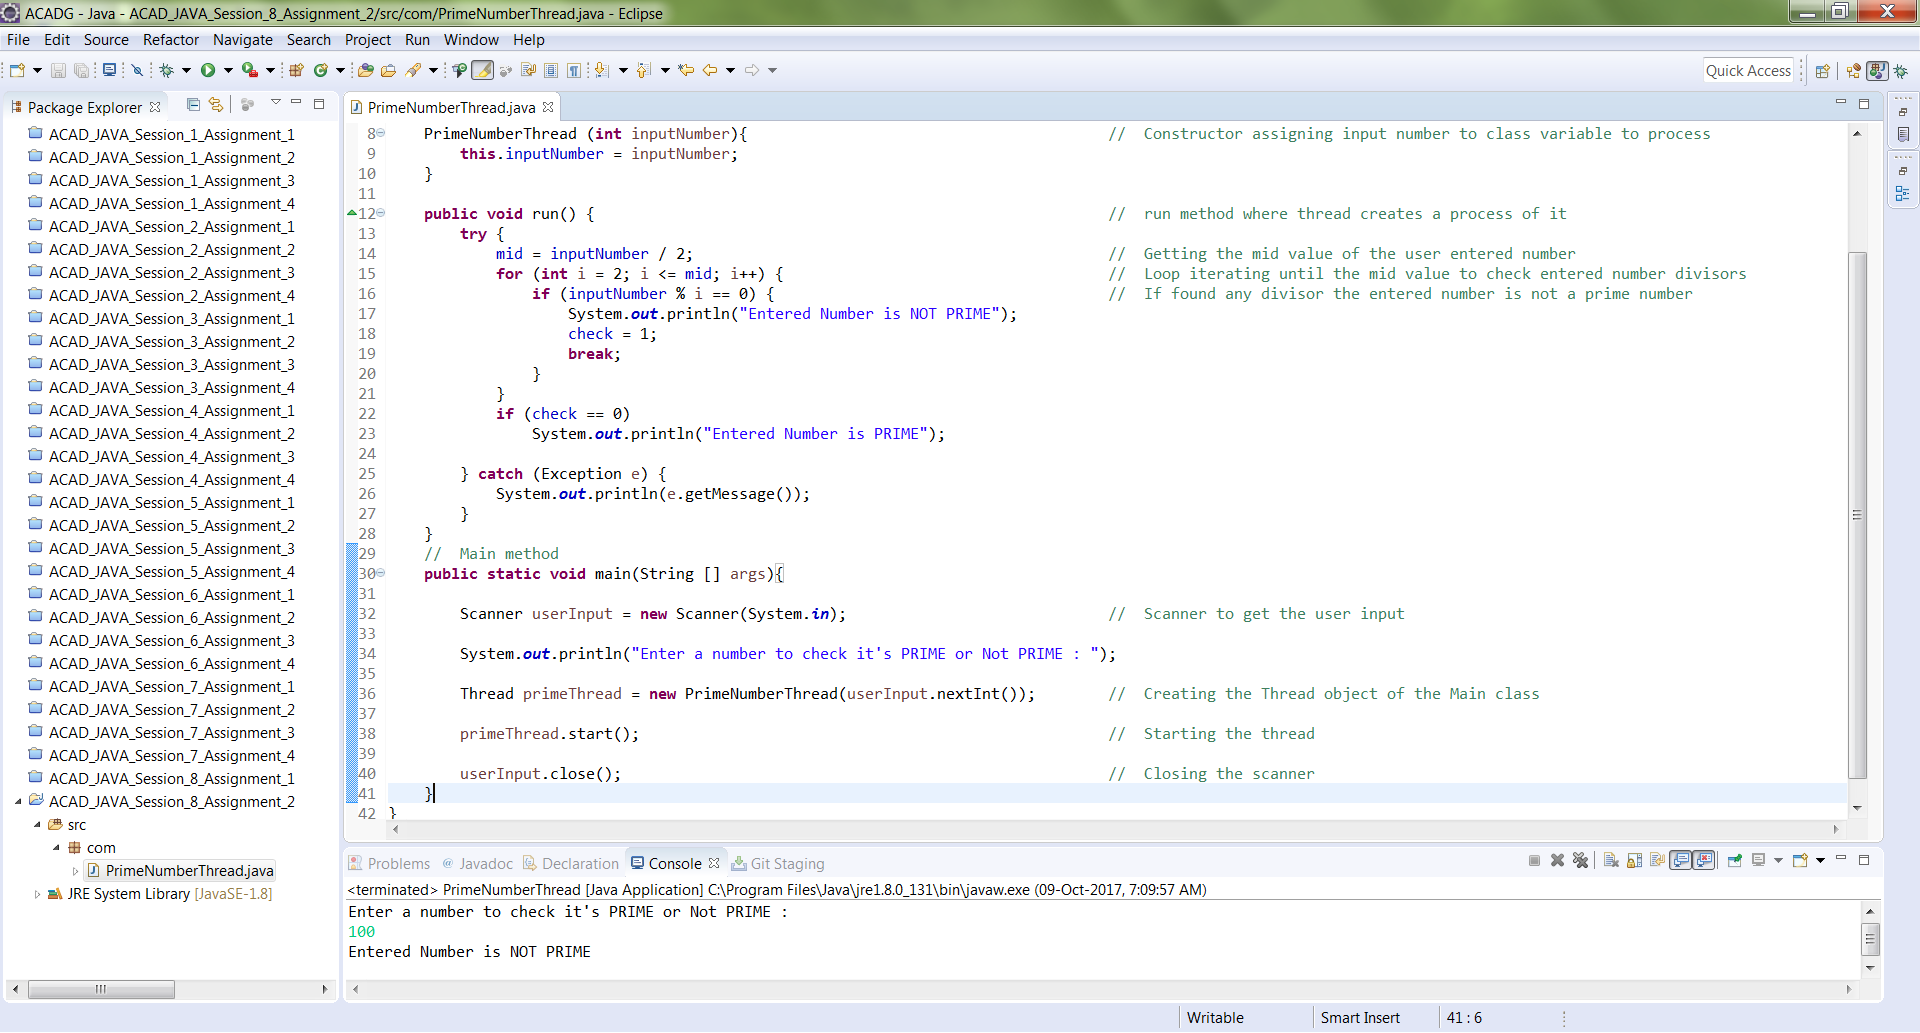 ACADG - Java - ACAD_JAVA_Session_8_Assignment_2/src/com/PrimeNumberThread.java - Eclipse
File Edit Source Refactor Navigate Search Project Run Window Help
Quick Access
Package Explorer
ACAD_JAVA_Session_1_Assignment_1
ACAD_JAVA_Session_1_Assignment_2
ACAD_JAVA_Session_1_Assignment_3
ACAD_JAVA_Session_1_Assignment_4
ACAD_JAVA_Session_2_Assignment_1
ACAD_JAVA_Session_2_Assignment_2
ACAD_JAVA_Session_2_Assignment_3
ACAD_JAVA_Session_2_Assignment_4
ACAD_JAVA_Session_3_Assignment_1
ACAD_JAVA_Session_3_Assignment_2
ACAD_JAVA_Session_3_Assignment_3
ACAD_JAVA_Session_3_Assignment_4
ACAD_JAVA_Session_4_Assignment_1
ACAD_JAVA_Session_4_Assignment_2
ACAD_JAVA_Session_4_Assignment_3
ACAD_JAVA_Session_4_Assignment_4
ACAD_JAVA_Session_5_Assignment_1
ACAD_JAVA_Session_5_Assignment_2
ACAD_JAVA_Session_5_Assignment_3
ACAD_JAVA_Session_5_Assignment_4
ACAD_JAVA_Session_6_Assignment_1
ACAD_JAVA_Session_6_Assignment_2
ACAD_JAVA_Session_6_Assignment_3
ACAD_JAVA_Session_6_Assignment_4
ACAD_JAVA_Session_7_Assignment_1
ACAD_JAVA_Session_7_Assignment_2
ACAD_JAVA_Session_7_Assignment_3
ACAD_JAVA_Session_7_Assignment_4
ACAD_JAVA_Session_8_Assignment_1
ACAD_JAVA_Session_8_Assignment_2
src
com
PrimeNumberThread.java
JRE System Library [JavaSE-1.8]
PrimeNumberThread.java
8 PrimeNumberThread (int inputNumber){ // Constructor assigning input number to class variable to process
9 this.inputNumber = inputNumber;
10 }
11
12 public void run() { // run method where thread creates a process of it
13 try {
14 mid = inputNumber / 2; // Getting the mid value of the user entered number
15 for (int i = 2; i <= mid; i++) { // Loop iterating until the mid value to check entered number divisors
16 if (inputNumber % i == 0) { // If found any divisor the entered number is not a prime number
17 System.out.println("Entered Number is NOT PRIME");
18 check = 1;
19 break;
20 }
21 }
22 if (check == 0)
23 System.out.println("Entered Number is PRIME");
24
25 } catch (Exception e) {
26 System.out.println(e.getMessage());
27 }
28 }
29 // Main method
30 public static void main(String [] args){
31
32 Scanner userInput = new Scanner(System.in); // Scanner to get the user input
33
34 System.out.println("Enter a number to check it's PRIME or Not PRIME : ");
35
36 Thread primeThread = new PrimeNumberThread(userInput.nextInt()); // Creating the Thread object of the Main class
37
38 primeThread.start(); // Starting the thread
39
40 userInput.close(); // Closing the scanner
41 }
42 }
Problems @ Javadoc Declaration Console Git Staging
<terminated> PrimeNumberThread [Java Application] C:\Program Files\Java\jre1.8.0_131\bin\javaw.exe (09-Oct-2017, 7:09:57 AM)
Enter a number to check it's PRIME or Not PRIME :
100
Entered Number is NOT PRIME
Writable Smart Insert 41 : 6